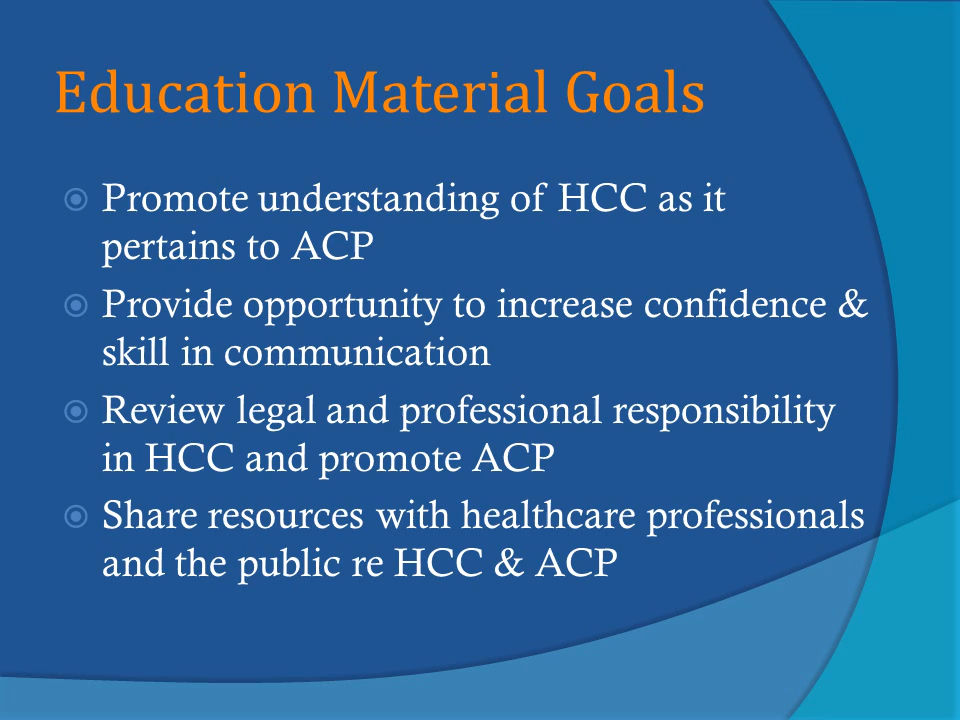 Education Material Goals
Promote understanding of HCC as it
pertains to ACP
Provide opportunity to increase confidence &
skill in communication
Review legal and professional responsibility
in HCC and promote ACP
Share resources with healthcare professionals
and the public re HCC & ACP